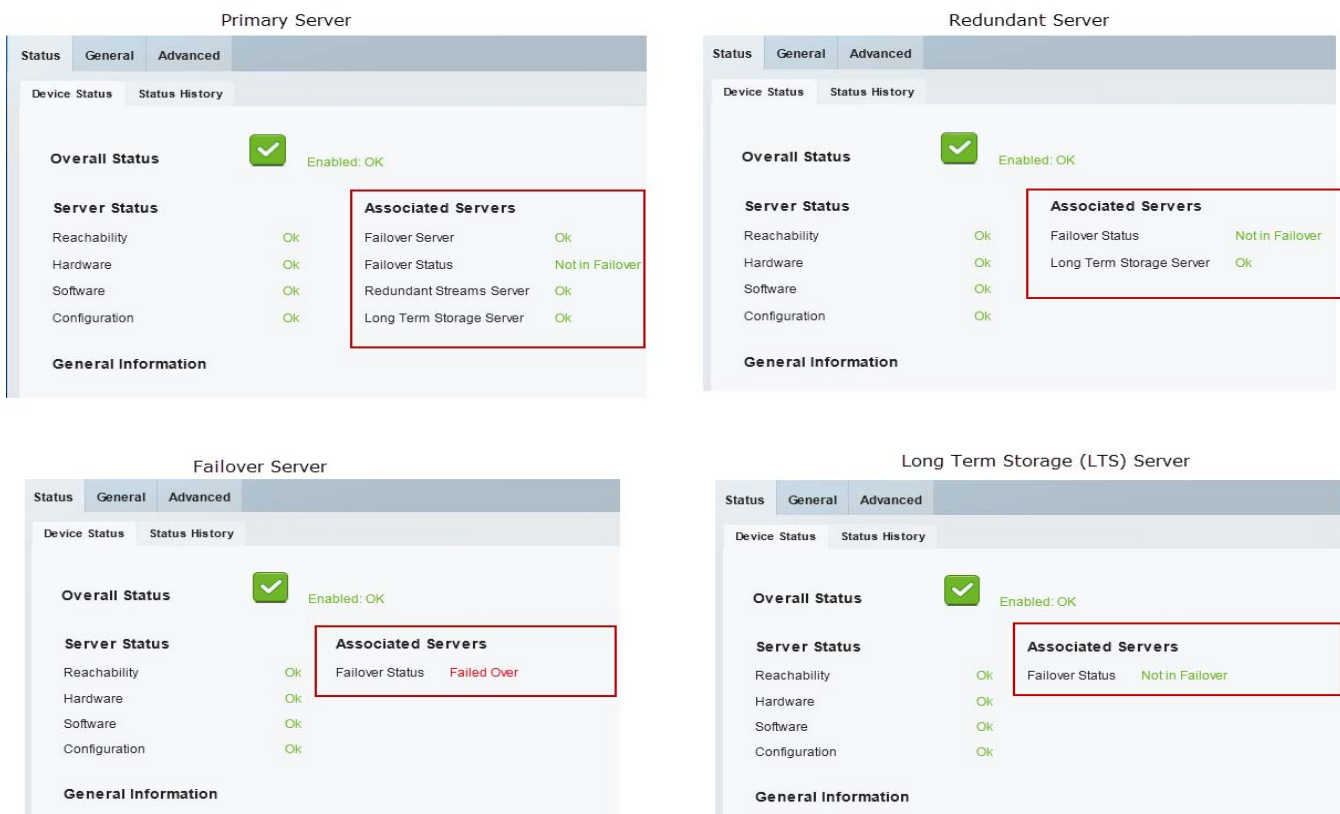 Primary Server
Status General Advanced
Device Status Status History
Overall Status Enabled: OK
Server Status Associated Servers
Reachability Ok Failover Server Ok
Hardware Ok Failover Status Not in Failover
Software Ok Redundant Streams Server Ok
Configuration Ok Long Term Storage Server Ok
General Information
Redundant Server
Status General Advanced
Device Status Status History
Overall Status Enabled: OK
Server Status Associated Servers
Reachability Ok Failover Status Not in Failover
Hardware Ok Long Term Storage Server Ok
Software Ok
Configuration Ok
General Information
Failover Server
Status General Advanced
Device Status Status History
Overall Status Enabled: OK
Server Status Associated Servers
Reachability Ok Failover Status Failed Over
Hardware Ok
Software Ok
Configuration Ok
General Information
Long Term Storage (LTS) Server
Status General Advanced
Device Status Status History
Overall Status Enabled: OK
Server Status Associated Servers
Reachability Ok Failover Status Not in Failover
Hardware Ok
Software Ok
Configuration Ok
General Information